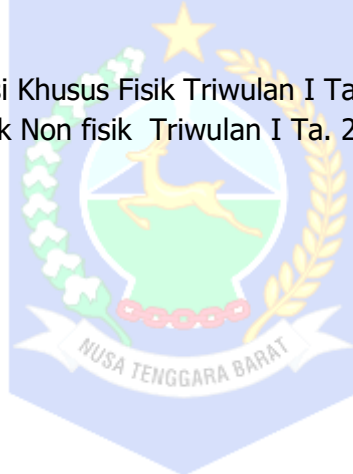 si Khusus Fisik Triwulan I Ta
k Non fisik Triwulan I Ta. 2
NUSA TENGGARA BARAT